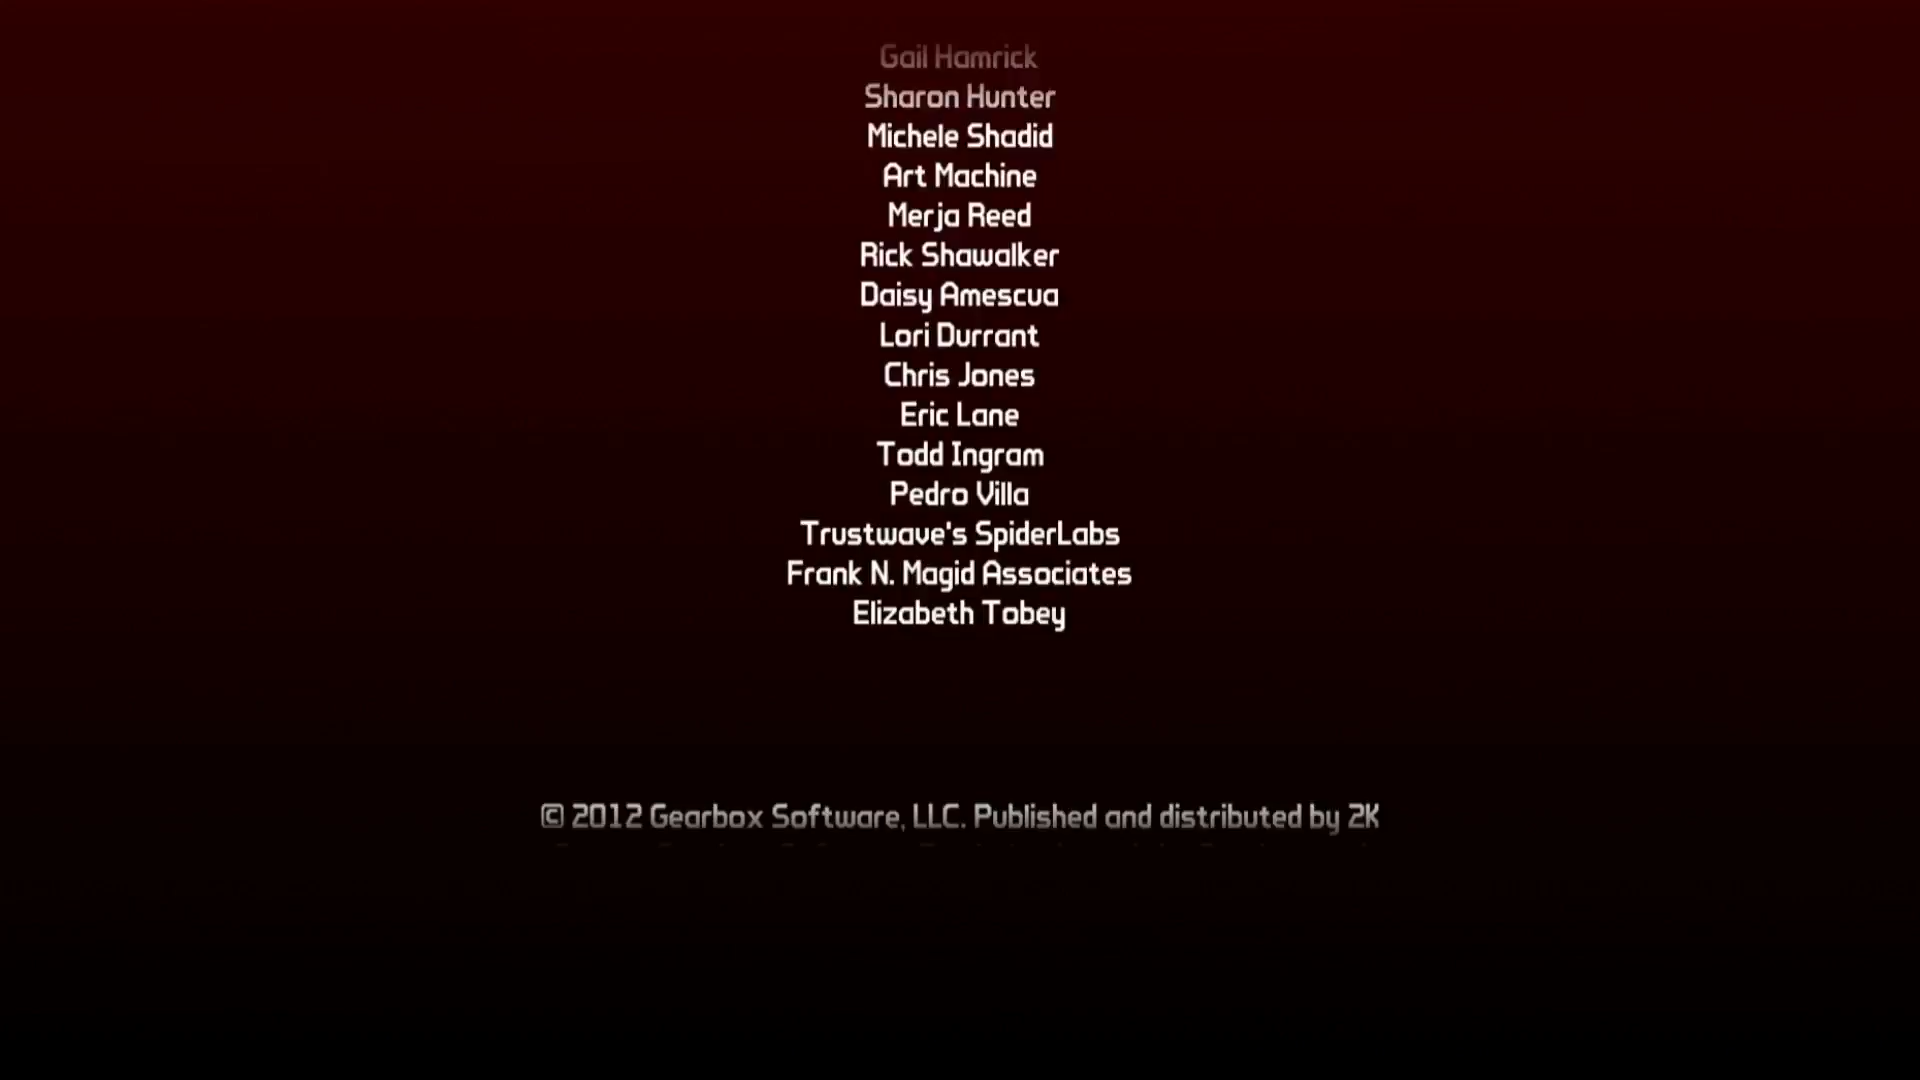 Gail Hamrick
Sharon Hunter
Michele Shadid
Art Machine
Merja Reed
Rick Shawalker
Daisy Amescua
Lori Durrant
Chris Jones
Eric Lane
Todd Ingram
Pedro Villa
Trustwave's SpiderLabs
Frank N. Magid Associates
Elizabeth Tobey
© 2012 Gearbox Software, LLC. Published and distributed by 2K